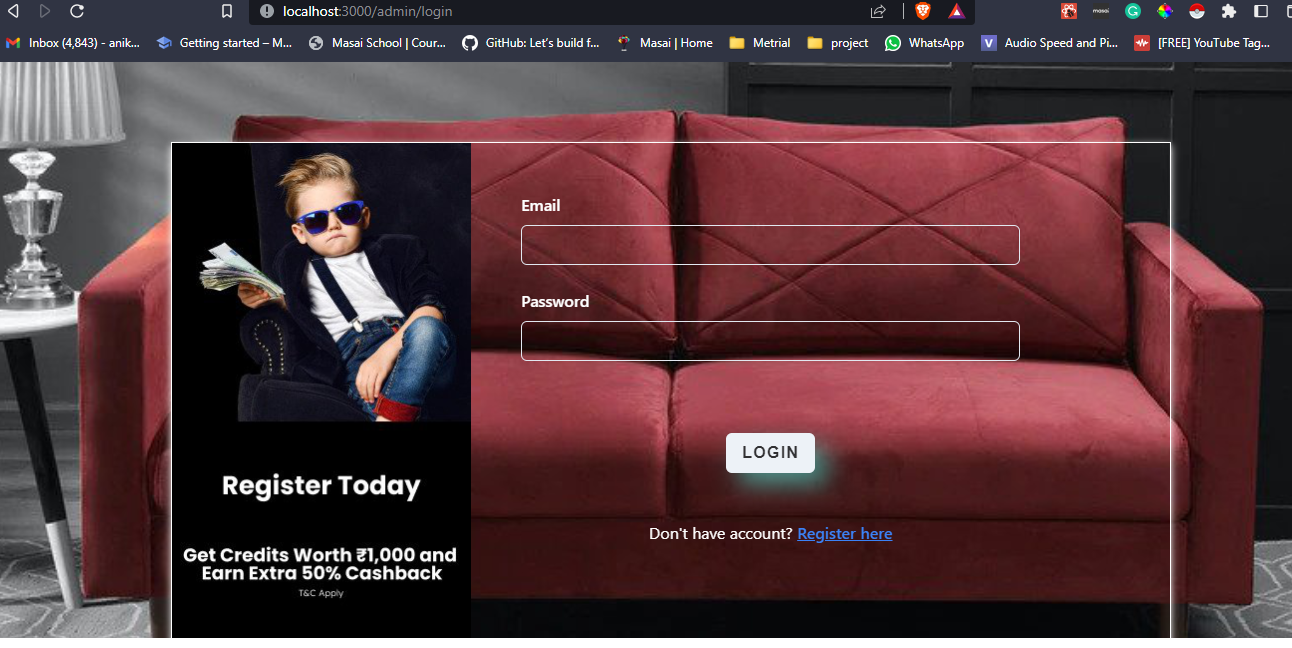 localhost:3000/admin/login
Inbox (4,843) - anik...
Getting started – M...
Masai School | Cour...
GitHub: Let's build f...
Masai | Home
Metrial
project
WhatsApp
Audio Speed and Pi...
[FREE] YouTube Tag...
masai
Email
Password
LOGIN
Don't have account? Register here
Register Today
Get Credits Worth ₹1,000 and
Earn Extra 50% Cashback
T&C Apply